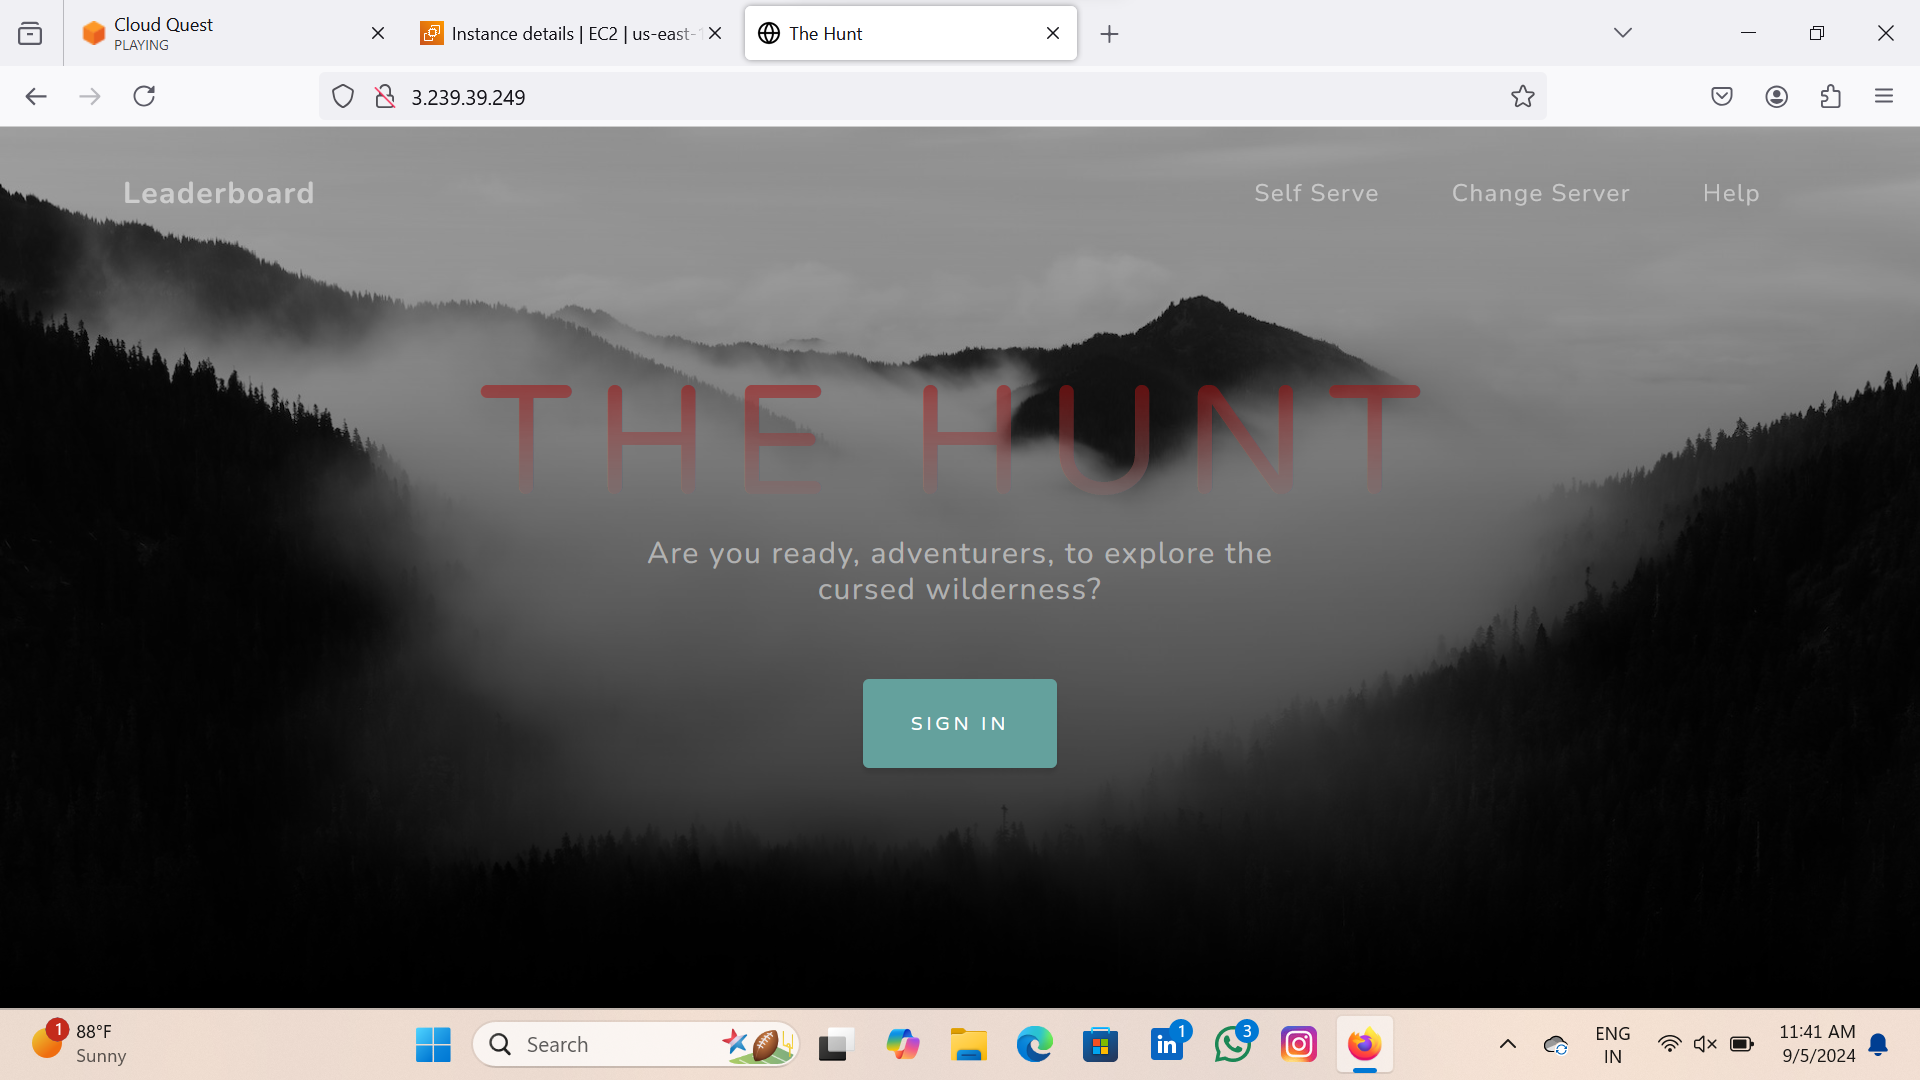 Cloud Quest
PLAYING
Instance details | EC2 | us-east-1
The Hunt
3.239.39.249
Leaderboard
Self Serve
Change Server
Help
THE HUNT
Are you ready, adventurers, to explore the
cursed wilderness?
SIGN IN
1
88°F
Sunny
Search
1
3
ENG
IN
11:41 AM
9/5/2024